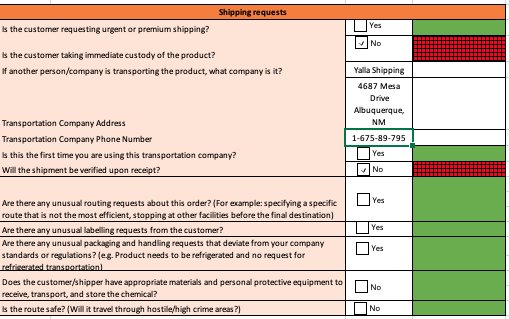 Shipping requests
Is the customer requesting urgent or premium shipping?
Yes
Is the customer taking immediate custody of the product?
No
If another person/company is transporting the product, what company is it?
Yalla Shipping
Transportation Company Address
4687 Mesa
Drive
Albuquerque,
NM
Transportation Company Phone Number
1-675-89-795
Is this the first time you are using this transportation company?
Yes
Will the shipment be verified upon receipt?
No
Are there any unusual routing requests about this order? (For example: specifying a specific
route that is not the most efficient, stopping at other facilities before the final destination)
Yes
Are there any unusual labelling requests from the customer?
Yes
Are there any unusual packaging and handling requests that deviate from your company
standards or regulations? (e.g. Product needs to be refrigerated and no request for
refrigerated transportation)
Yes
Does the customer/shipper have appropriate materials and personal protective equipment to
receive, transport, and store the chemical?
No
Is the route safe? (Will it travel through hostile/high crime areas?)
No